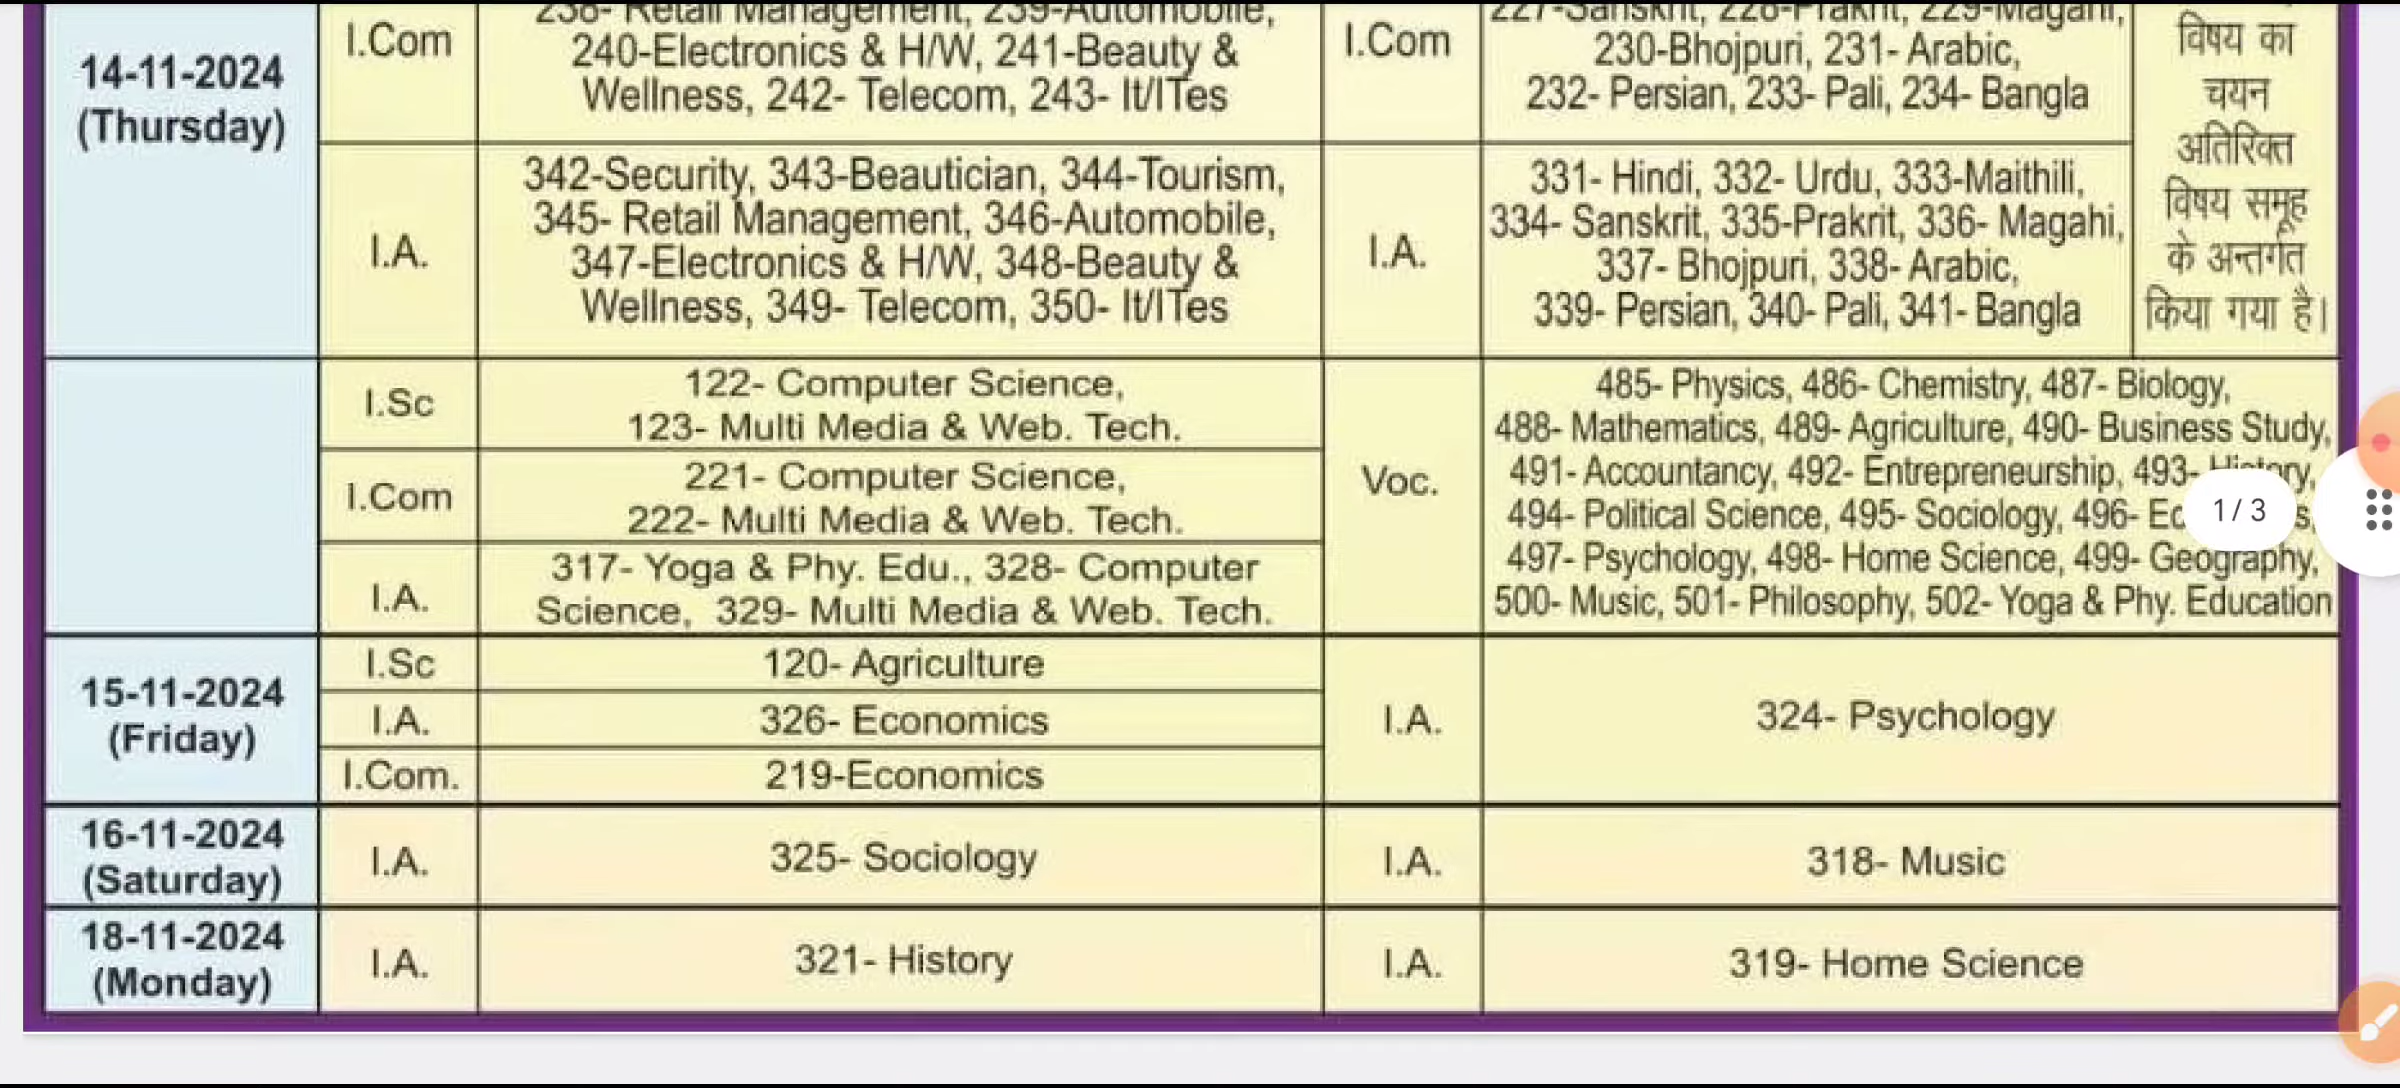 14-11-2024
(Thursday)
I.Com
238- Retail Management, 239-Automobile,
240-Electronics & H/W, 241-Beauty &
Wellness, 242- Telecom, 243- It/ITes
I.Com
227-Sanskrit, 228-Prakrit, 229-Magahi,
230-Bhojpuri, 231- Arabic,
232- Persian, 233- Pali, 234- Bangla
विषय का
चयन
अतिरिक्त
विषय समूह
के अन्तर्गत
किया गया है।
I.A.
342-Security, 343-Beautician, 344-Tourism,
345- Retail Management, 346-Automobile,
347-Electronics & H/W, 348-Beauty &
Wellness, 349- Telecom, 350- It/ITes
I.A.
331- Hindi, 332- Urdu, 333-Maithili,
334- Sanskrit, 335-Prakrit, 336- Magahi,
337- Bhojpuri, 338- Arabic,
339- Persian, 340- Pali, 341- Bangla
I.Sc
122- Computer Science,
123- Multi Media & Web. Tech.
I.Com
221- Computer Science,
222- Multi Media & Web. Tech.
I.A.
317- Yoga & Phy. Edu., 328- Computer
Science, 329- Multi Media & Web. Tech.
Voc.
485- Physics, 486- Chemistry, 487- Biology,
488- Mathematics, 489- Agriculture, 490- Business Study,
491- Accountancy, 492- Entrepreneurship, 493- History,
494- Political Science, 495- Sociology, 496-
497- Psychology, 498- Home Science, 499- Geography,
500- Music, 501- Philosophy, 502- Yoga & Phy. Education
1/3
15-11-2024
(Friday)
I.Sc
120- Agriculture
I.A.
326- Economics
I.Com.
219-Economics
I.A.
324- Psychology
16-11-2024
(Saturday)
I.A.
325- Sociology
I.A.
318- Music
18-11-2024
(Monday)
I.A.
321- History
I.A.
319- Home Science